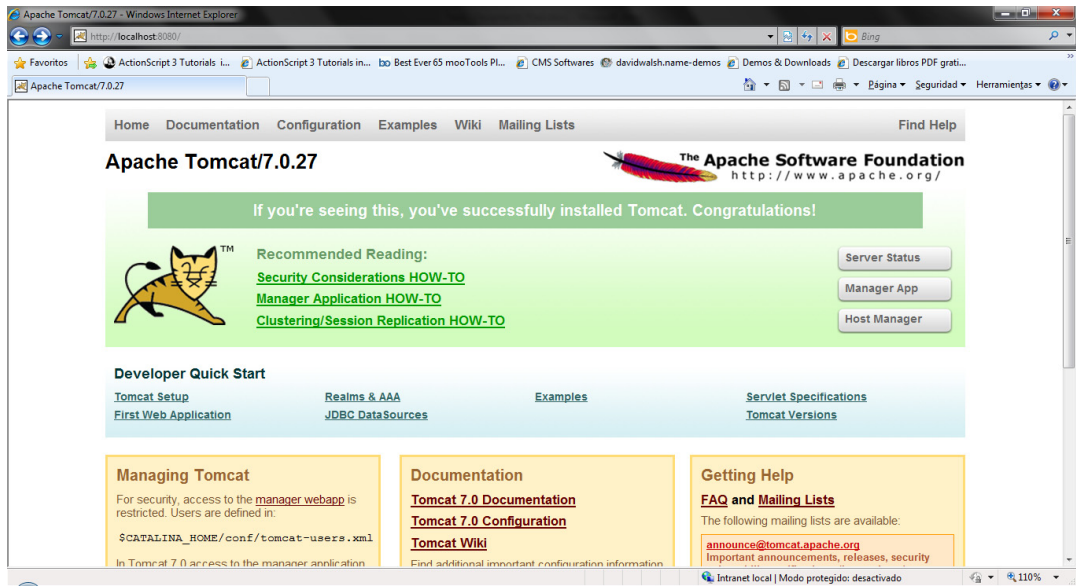 Apache Tomcat/7.0.27 - Windows Internet Explorer
http://localhost:8080/
Bing
Favoritos ActionScript 3 Tutorials i... ActionScript 3 Tutorials in... Best Ever 65 mooTools Pl... CMS Softwares davidwalsh.name-demos Demos & Downloads Descargar libros PDF grati...
Apache Tomcat/7.0.27 Página Seguridad Herramientas
Home Documentation Configuration Examples Wiki Mailing Lists Find Help
Apache Tomcat/7.0.27
The Apache Software Foundation
http://www.apache.org/
If you're seeing this, you've successfully installed Tomcat. Congratulations!
TM
Recommended Reading:
Security Considerations HOW-TO
Manager Application HOW-TO
Clustering/Session Replication HOW-TO
Server Status
Manager App
Host Manager
Developer Quick Start
Tomcat Setup Realms & AAA Examples Servlet Specifications
First Web Application JDBC DataSources Tomcat Versions
Managing Tomcat
For security, access to the manager webapp is
restricted. Users are defined in:
$CATALINA_HOME/conf/tomcat-users.xml
In Tomcat 7.0 access to the manager application
Documentation
Tomcat 7.0 Documentation
Tomcat 7.0 Configuration
Tomcat Wiki
Find additional important configuration information
Getting Help
FAQ and Mailing Lists
The following mailing lists are available:
announce@tomcat.apache.org
Important announcements, releases, security
Intranet local | Modo protegido: desactivado 110%